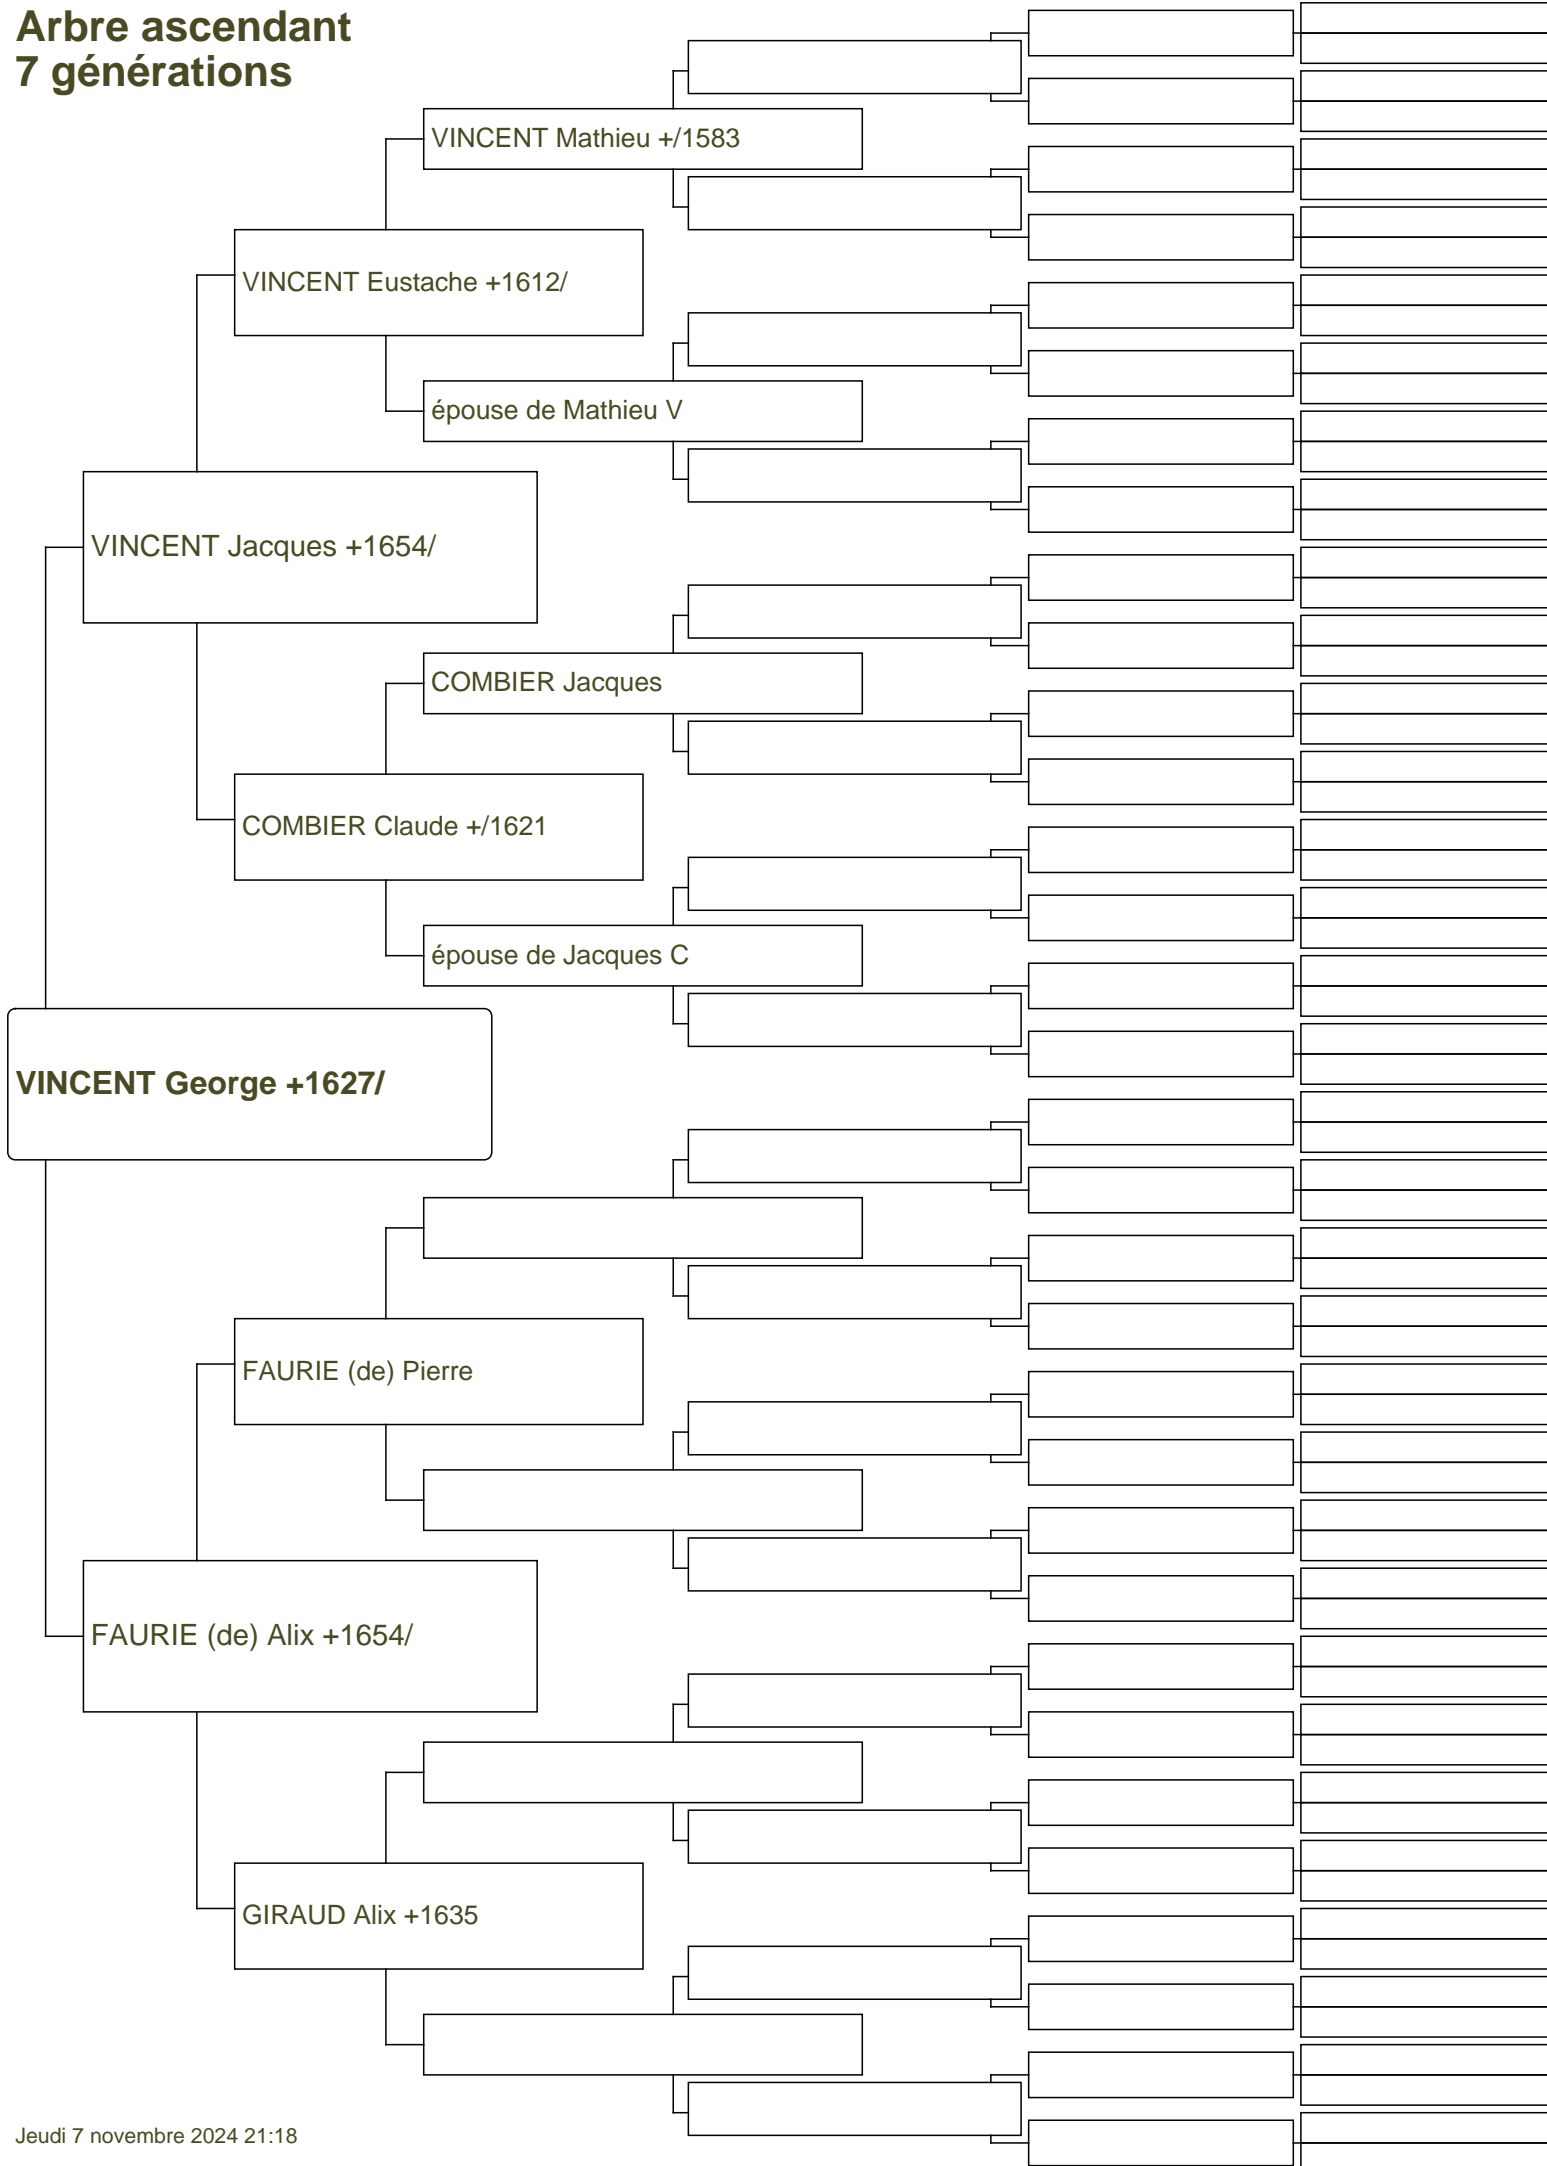 Arbre ascendant
7 générations
VINCENT Mathieu +/1583
VINCENT Eustache +1612/
épouse de Mathieu V
VINCENT Jacques +1654/
COMBIER Jacques
COMBIER Claude +/1621
épouse de Jacques C
VINCENT George +1627/
FAURIE (de) Pierre
FAURIE (de) Alix +1654/
GIRAUD Alix +1635
Jeudi 7 novembre 2024 21:18